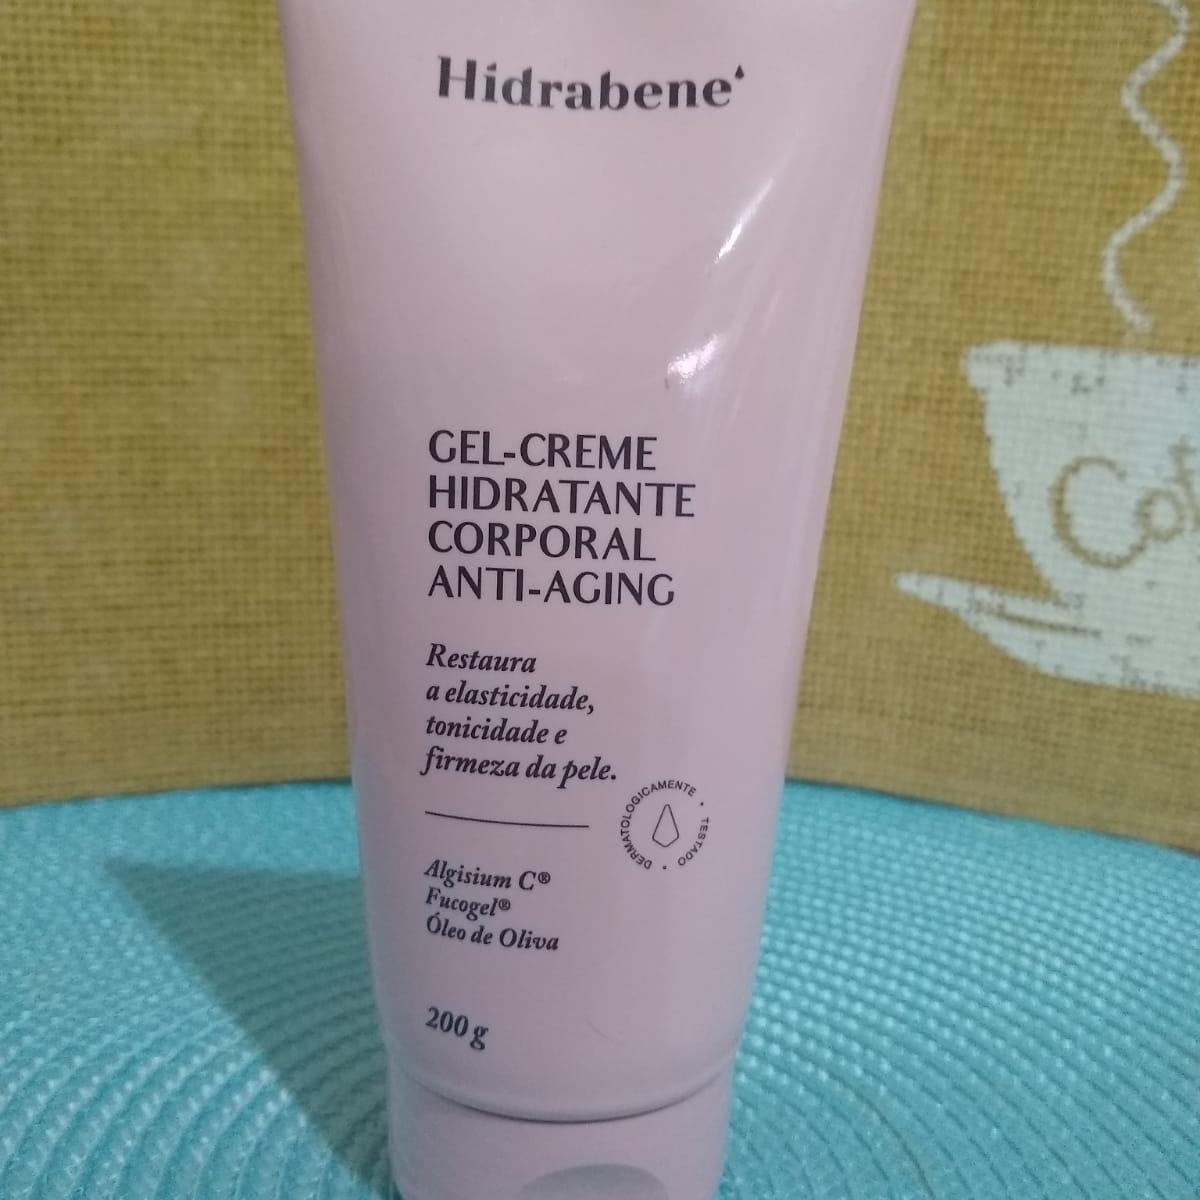 Hidrabene
GEL-CREME
HIDRATANTE
CORPORAL
ANTI-AGING
Restaura
a elasticidade,
tonicidade e
firmeza da pele.
DERMATOLOGICAMENTE • TESTADO •
Algisium C®
Fucogel®
Óleo de Oliva
200 g